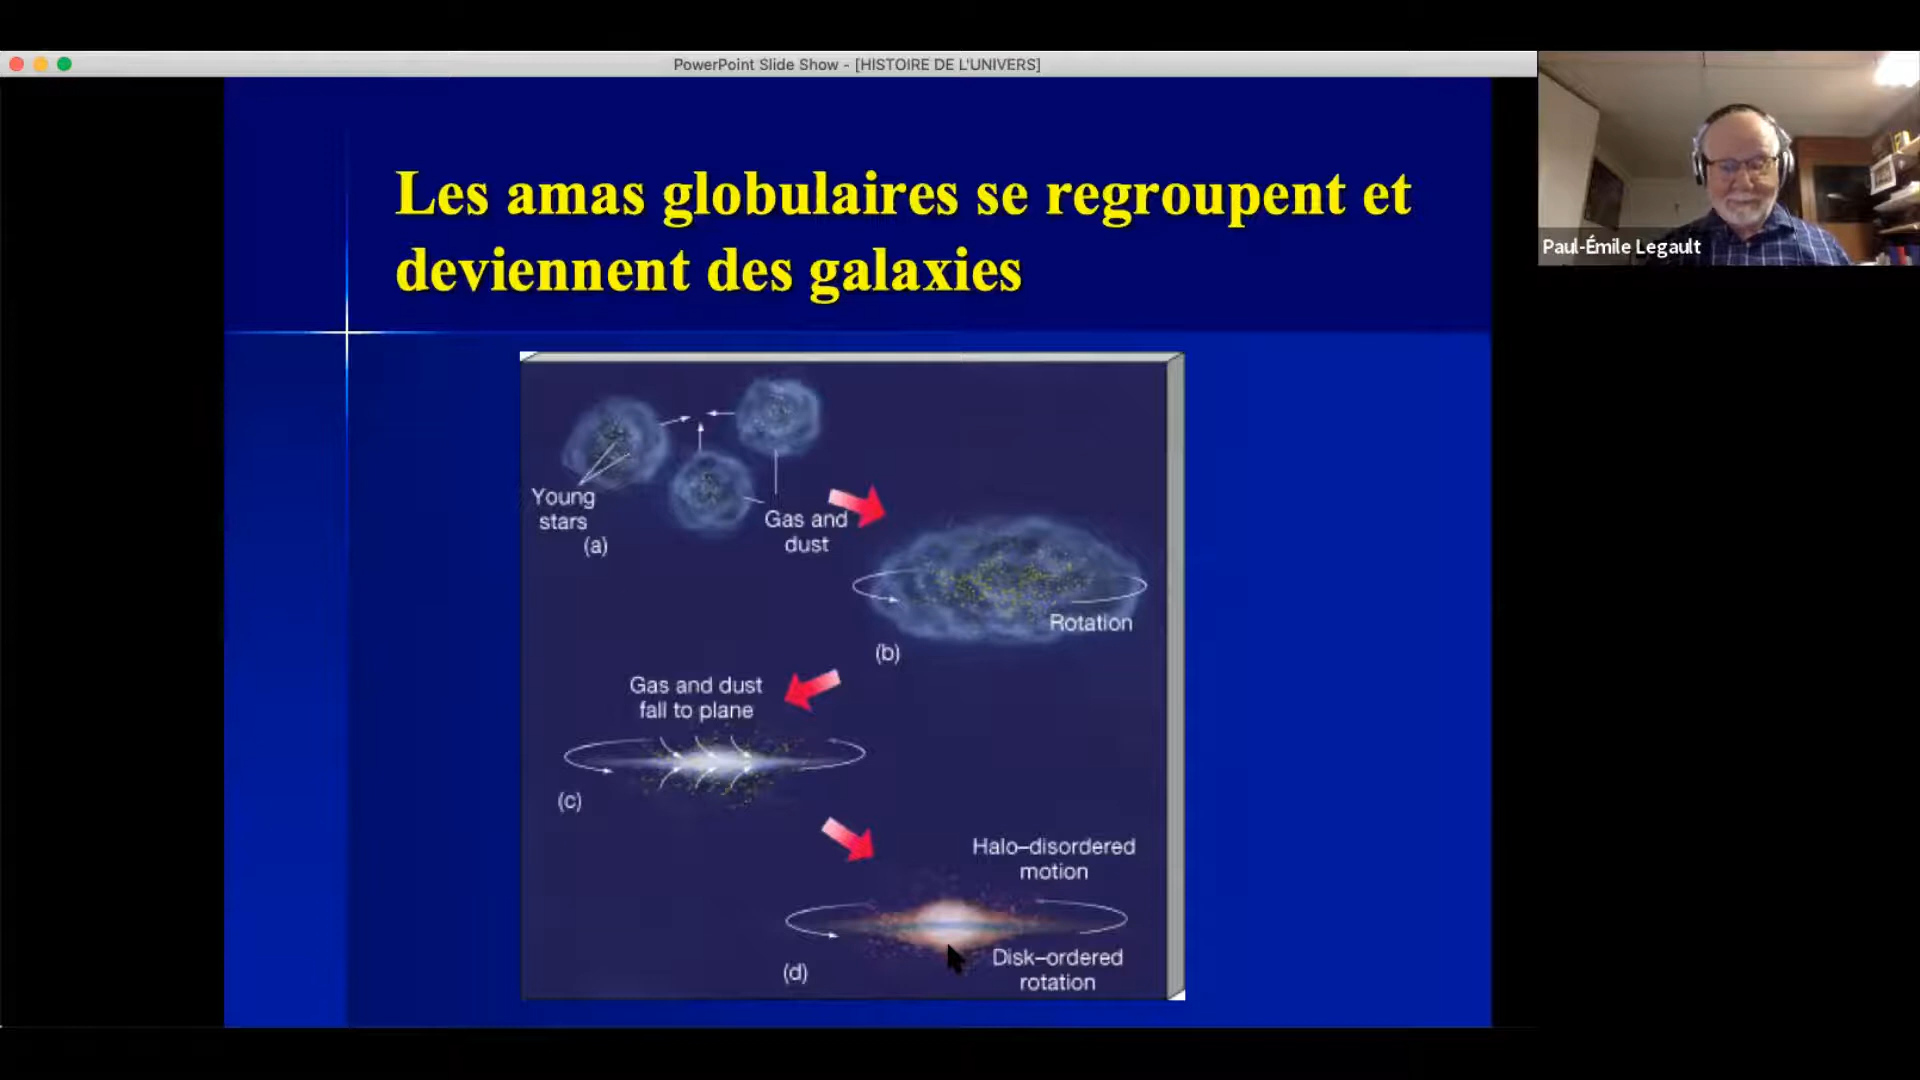 PowerPoint Slide Show - [HISTOIRE DE L'UNIVERS]
Paul-Émile Legault
Les amas globulaires se regroupent et
deviennent des galaxies
Young
stars
(a)
Gas and
dust
Rotation
(b)
Gas and dust
fall to plane
(c)
Halo–disordered
motion
Disk–ordered
rotation
(d)